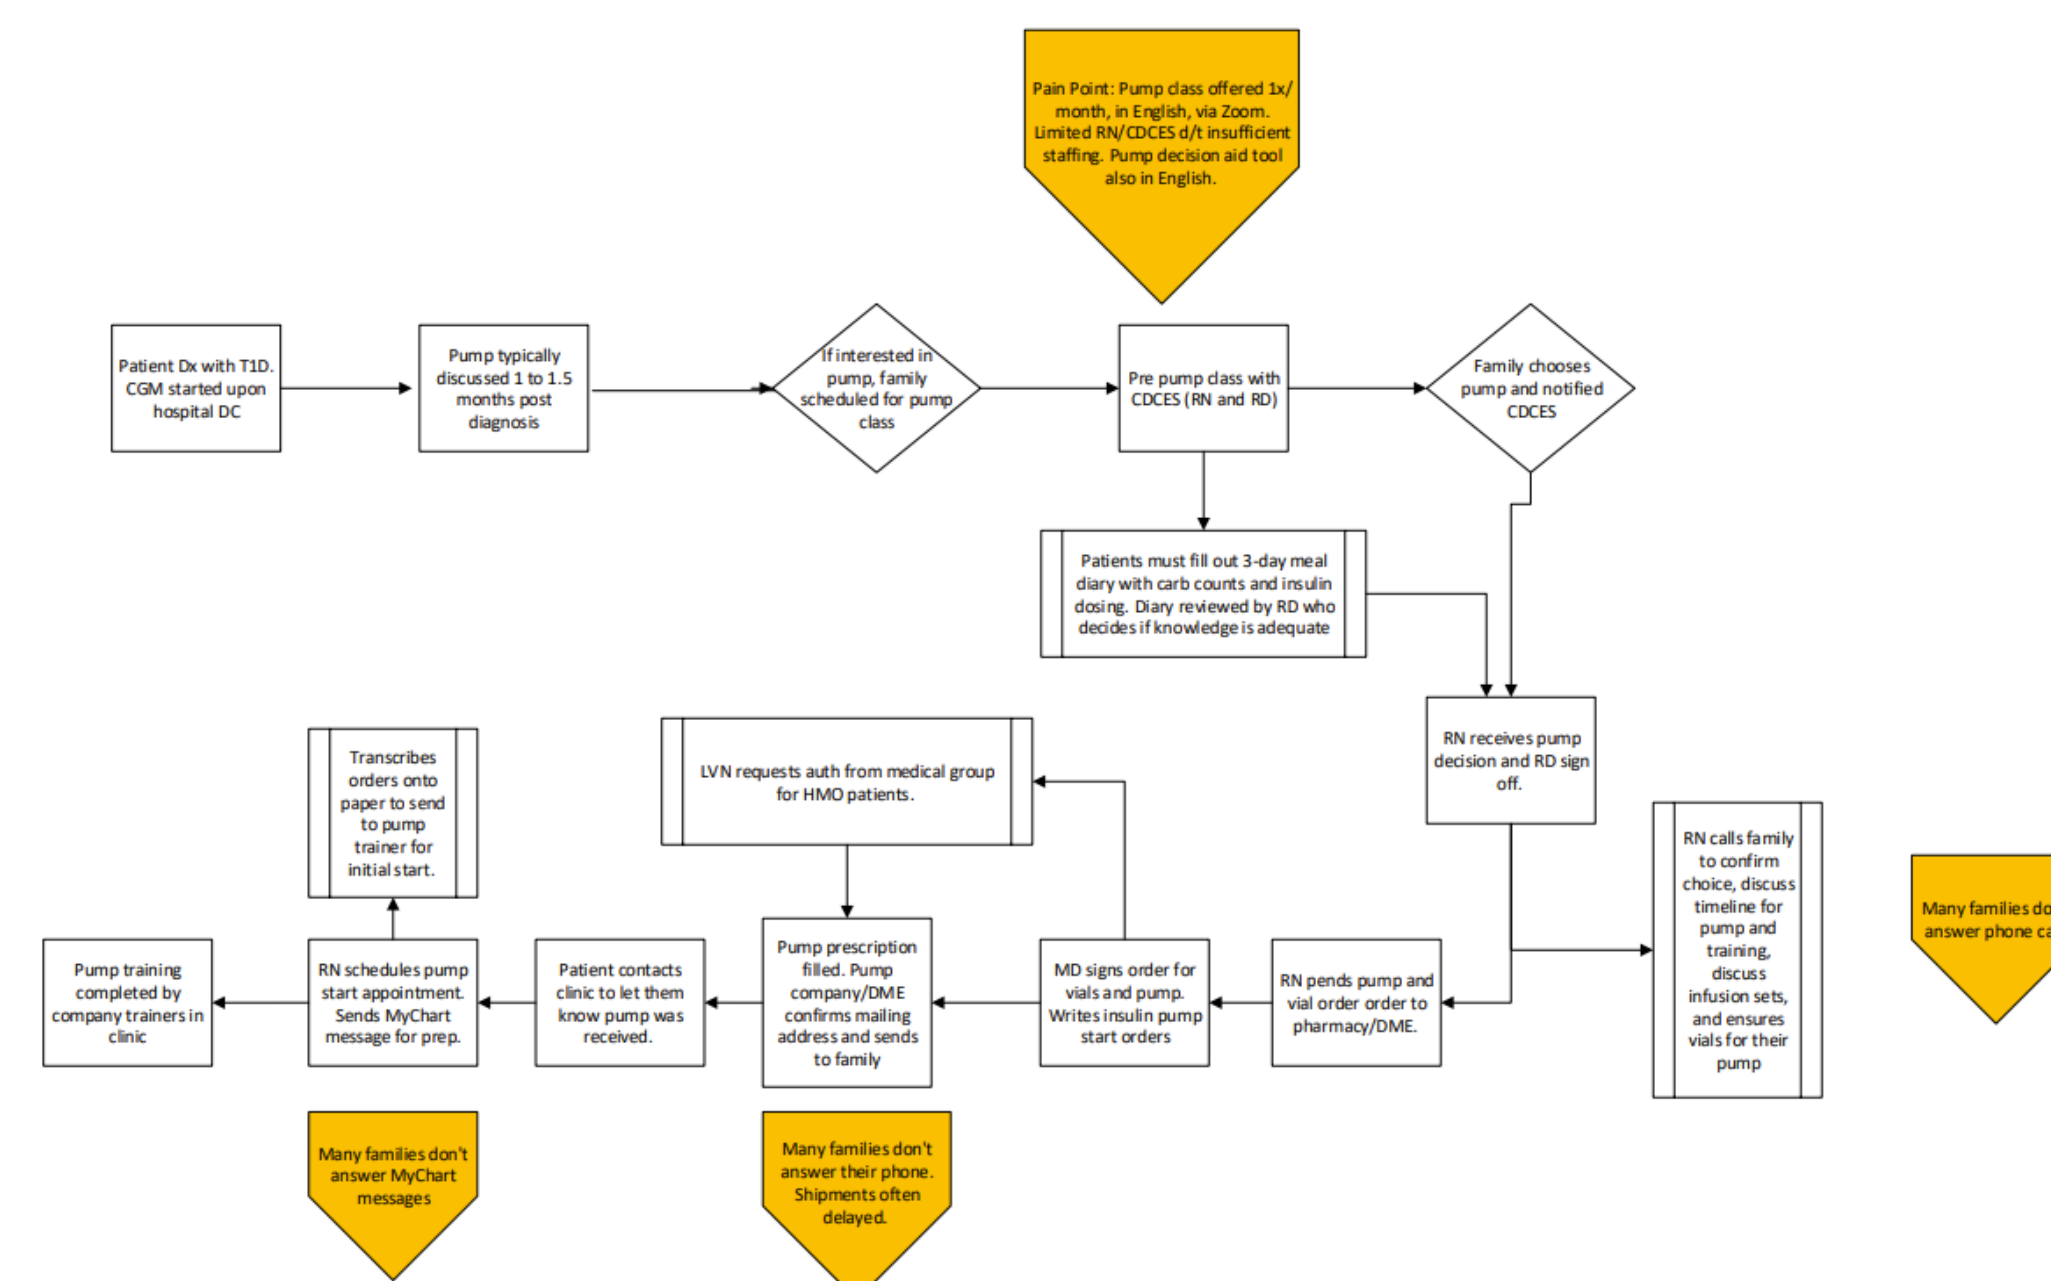 Pain Point: Pump class offered 1x/
month, in English, via Zoom.
Limited RN/CDCES d/t insufficient
staffing. Pump decision aid tool
also in English.
Patient Dx with T1D.
CGM started upon
hospital DC
Pump typically
discussed 1 to 1.5
months post
diagnosis
If interested in
pump, family
scheduled for pump
class
Pre pump class with
CDCES (RN and RD)
Family chooses
pump and notified
CDCES
Patients must fill out 3-day meal
diary with carb counts and insulin
dosing. Diary reviewed by RD who
decides if knowledge is adequate
RN receives pump
decision and RD sign
off.
RN calls family
to confirm
choice, discuss
timeline for
pump and
training,
discuss
infusion sets,
and ensures
vials for their
pump
Many families
answer phone
RN pends pump and
vial order order to
pharmacy/DME.
MD signs order for
vials and pump.
Writes insulin pump
start orders
LVN requests auth from medical group
for HMO patients.
Pump prescription
filled. Pump
company/DME
confirms mailing
address and sends
to family
Many families don't
answer their phone.
Shipments often
delayed.
Patient contacts
clinic to let them
know pump was
received.
RN schedules pump
start appointment.
Sends MyChart
message for prep.
Many families don't
answer MyChart
messages
Transcribes
orders onto
paper to send
to pump
trainer for
initial start.
Pump training
completed by
company trainers in
clinic